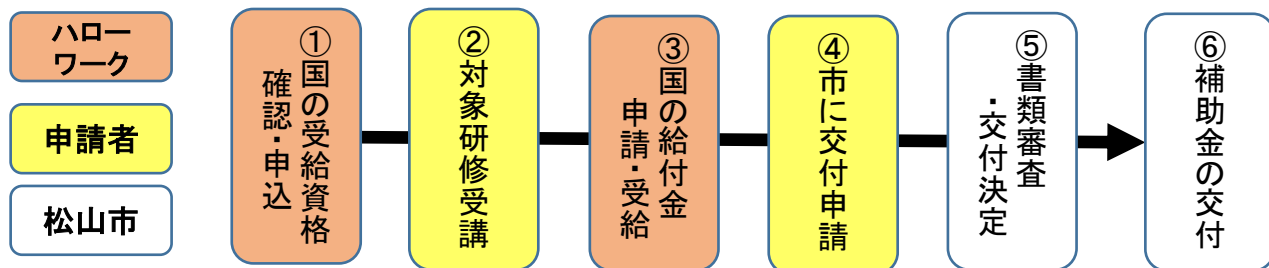 ハロー
ワーク
申請者
松山市
①国の受給資格
確認・申込
②対象研修受講
③国の給付金
申請・受給
④市に交付申請
⑤書類審査
・交付決定
⑥補助金の交付